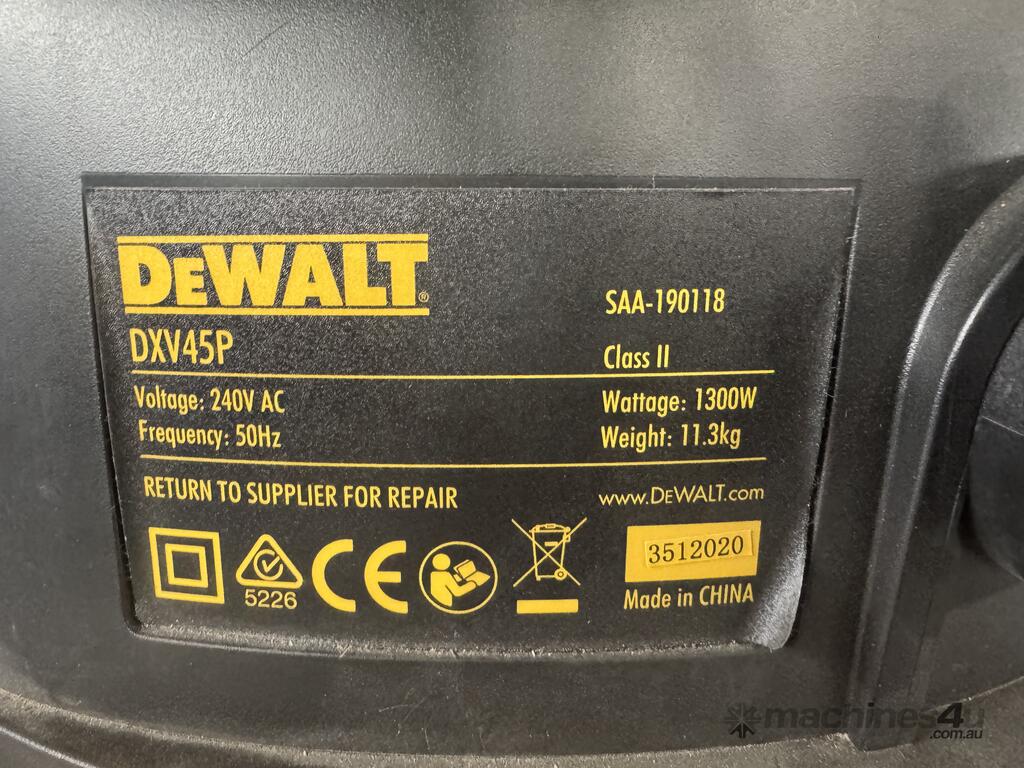 DEWALT®
DXV45P
SAA-190118
Class II
Voltage: 240V AC
Frequency: 50Hz
Wattage: 1300W
Weight: 11.3kg
RETURN TO SUPPLIER FOR REPAIR
www.DEWALT.com
5226
CE
3512020
Made in CHINA
machines4u
.com.au